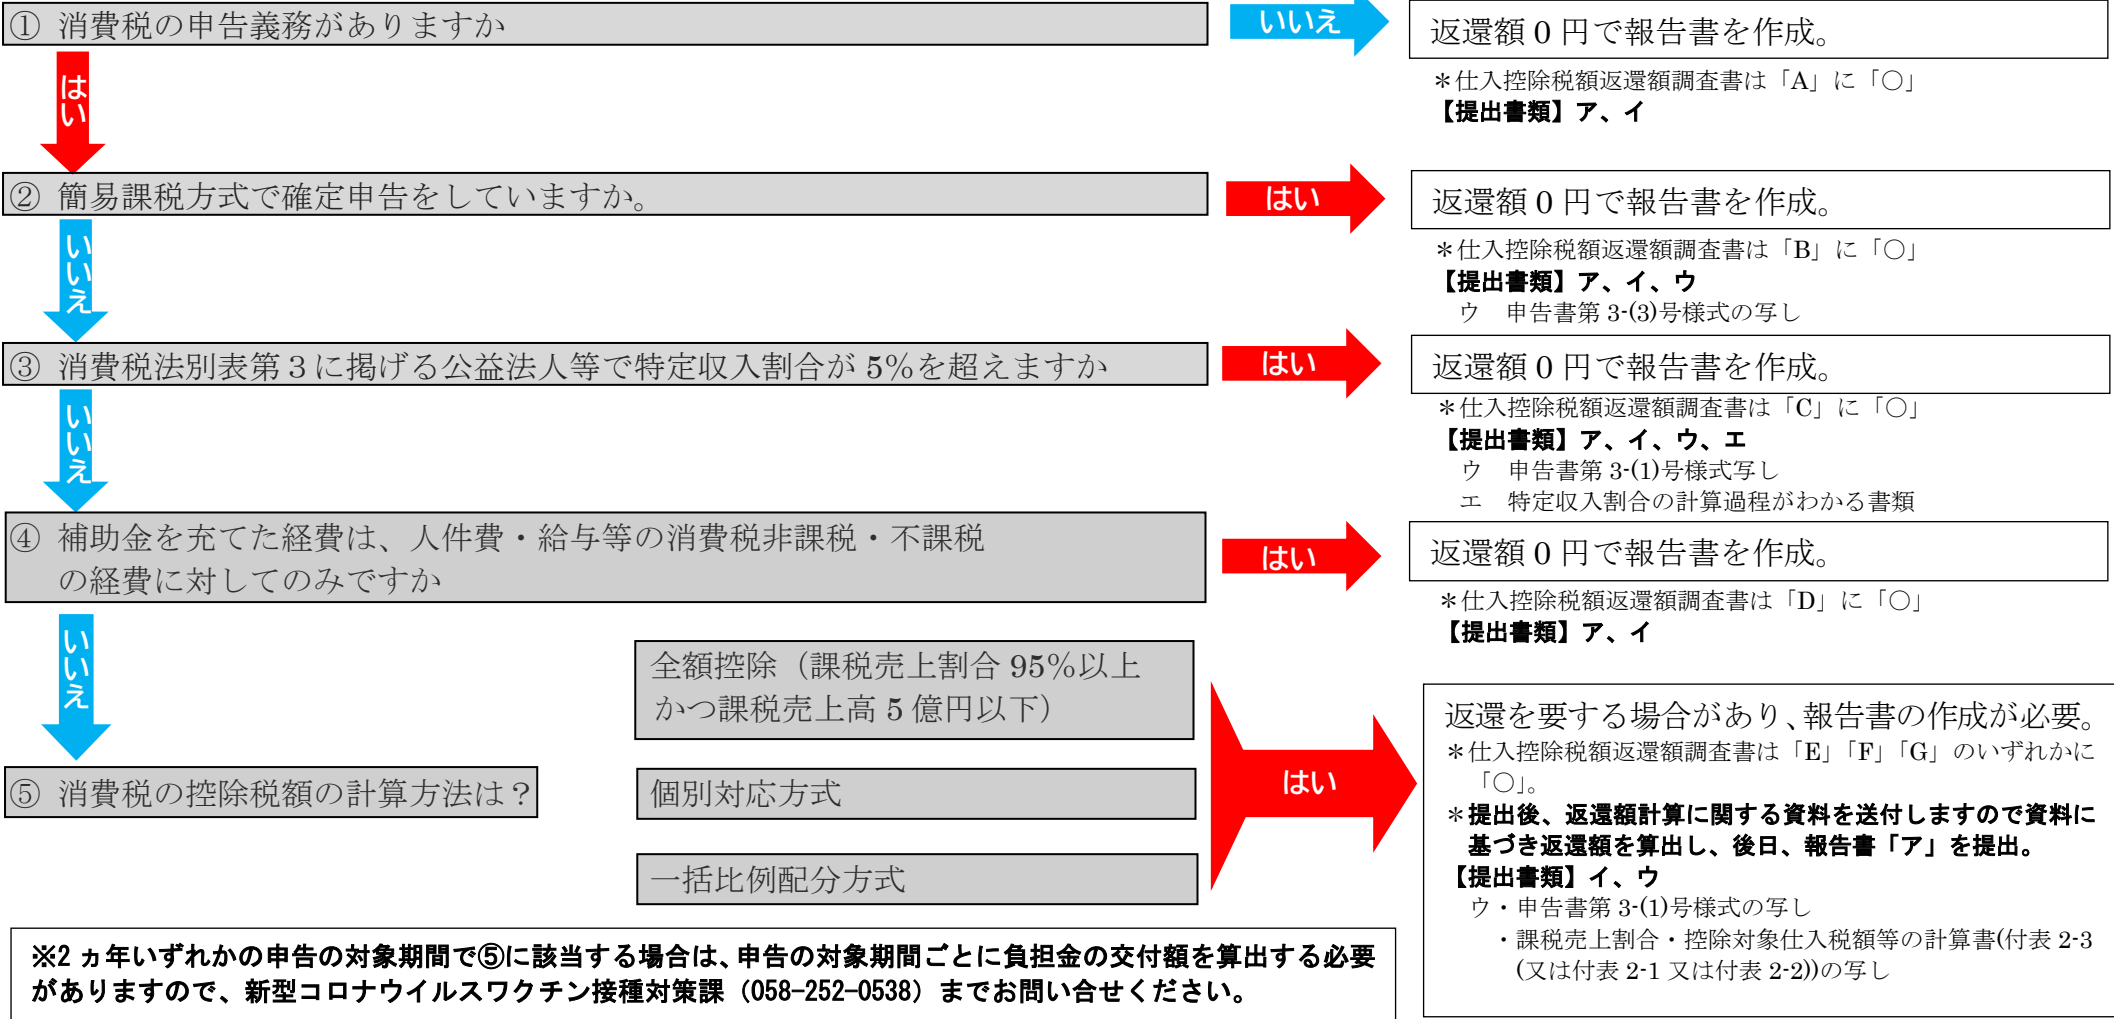 ① 消費税の申告義務がありますか
いいえ
返還額 0 円で報告書を作成。
＊仕入控除税額返還額調査書は「A」に「○」
【提出書類】ア、イ
はい
② 簡易課税方式で確定申告をしていますか。
はい
返還額 0 円で報告書を作成。
＊仕入控除税額返還額調査書は「B」に「○」
【提出書類】ア、イ、ウ
ウ　申告書第 3-(3)号様式の写し
いいえ
③ 消費税法別表第３に掲げる公益法人等で特定収入割合が 5％を超えますか
はい
返還額 0 円で報告書を作成。
＊仕入控除税額返還額調査書は「C」に「○」
【提出書類】ア、イ、ウ、エ
ウ　申告書第 3-(1)号様式写し
エ　特定収入割合の計算過程がわかる書類
いいえ
④ 補助金を充てた経費は、人件費・給与等の消費税非課税・不課税
の経費に対してのみですか
はい
返還額 0 円で報告書を作成。
＊仕入控除税額返還額調査書は「D」に「○」
【提出書類】ア、イ
いいえ
⑤ 消費税の控除税額の計算方法は？
全額控除（課税売上割合 95％以上
かつ課税売上高 5 億円以下）
個別対応方式
一括比例配分方式
はい
返還を要する場合があり、報告書の作成が必要。
＊仕入控除税額返還額調査書は「E」「F」「G」のいずれかに
「○」。
＊提出後、返還額計算に関する資料を送付しますので資料に
基づき返還額を算出し、後日、報告書「ア」を提出。
【提出書類】イ、ウ
ウ・申告書第 3-(1)号様式の写し
・課税売上割合・控除対象仕入税額等の計算書(付表 2-3
(又は付表 2-1 又は付表 2-2))の写し
※2 ヵ年いずれかの申告の対象期間で⑤に該当する場合は、申告の対象期間ごとに負担金の交付額を算出する必要
がありますので、新型コロナウイルスワクチン接種対策課（058-252-0538）までお問い合せください。